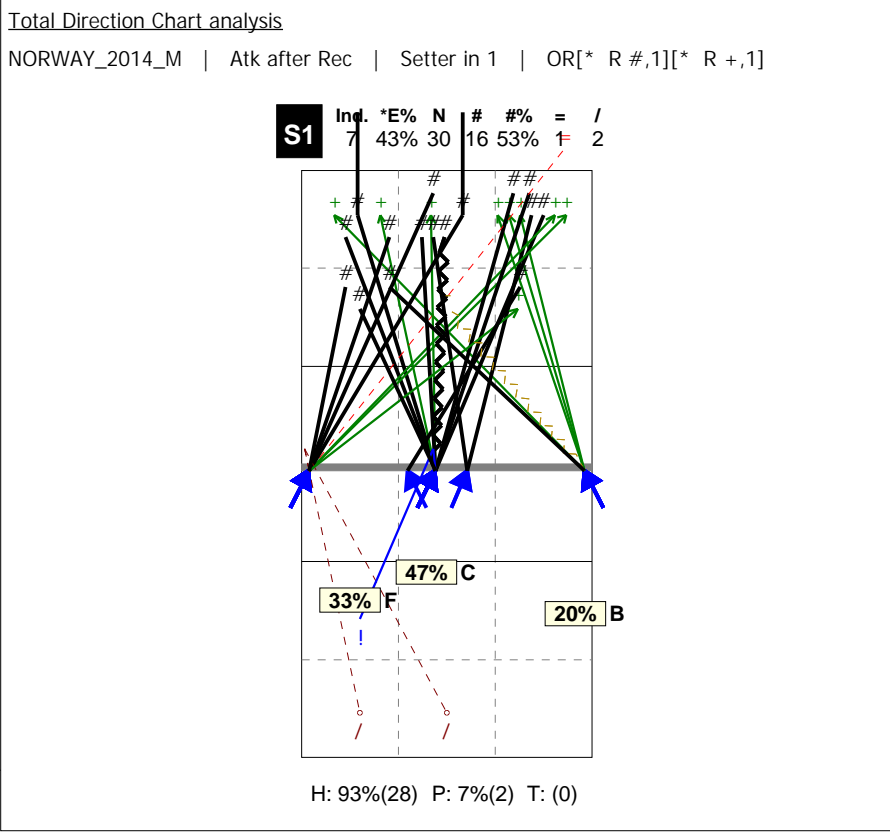 Total Direction Chart analysis
NORWAY_2014_M | Atk after Rec | Setter in 1 | OR[* R #,1][* R +,1]
S1
Ind. *E% N # #% = /
7 43% 30 16 53% 1 2
=
#
# #
+ # + + # + + # # + +
# # # # # #
# # #
# +
47% C
33% F
20% B
!
/ /
H: 93%(28) P: 7%(2) T: (0)